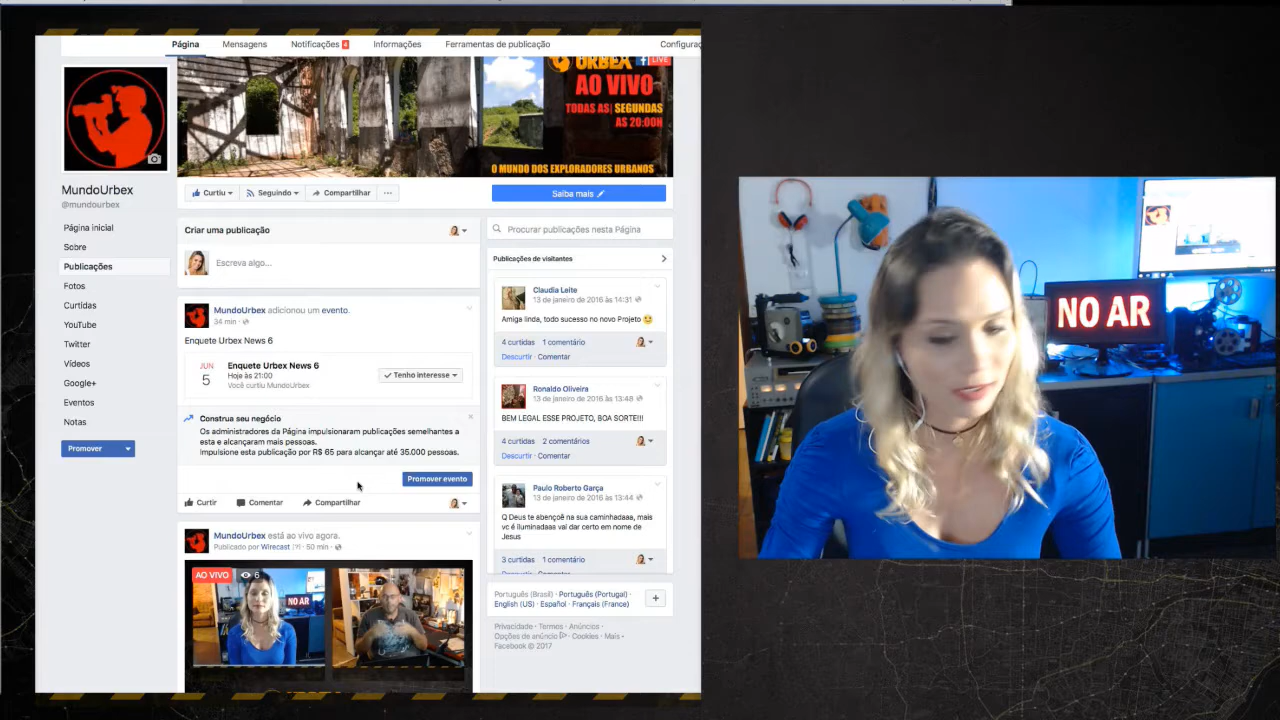 Página Mensagens Notificações 4 Informações Ferramentas de publicação
URBEX f LIVE
AO VIVO
TODAS AS SEGUNDAS
AS 20:00H
O MUNDO DOS EXPLORADORES URBANOS
MundoUrbex
@mundourbex
Curtiu Seguindo Compartilhar ...
Saiba mais
Página inicial
Sobre
Publicações
Fotos
Curtidas
YouTube
Twitter
Vídeos
Google+
Eventos
Notas
Promover
Criar uma publicação
Escreva algo...
MundoUrbex adicionou um evento.
34 min ·
Enquete Urbex News 6
JUN
5
Enquete Urbex News 6
Hoje às 21:00
Você curtiu MundoUrbex
Tenho interesse
Construa seu negócio
Os administradores da Página impulsionaram publicações semelhantes a
esta e alcançaram mais pessoas.
Impulsione esta publicação por R$ 65 para alcançar até 35.000 pessoas.
Promover evento
Curtir Comentar Compartilhar
MundoUrbex está ao vivo agora.
Publicado por Wirecast [?] · 50 min ·
AO VIVO 6
NO AR
Procurar publicações nesta Página
Publicações de visitantes
Claudia Leite
13 de janeiro de 2016 às 14:31 ·
Amiga linda, todo sucesso no novo Projeto
4 curtidas 1 comentário
Descurtir · Comentar
Ronaldo Oliveira
13 de janeiro de 2016 às 13:48 ·
BEM LEGAL ESSE PROJETO, BOA SORTE!!!
4 curtidas 2 comentários
Descurtir · Comentar
Paulo Roberto Garça
13 de janeiro de 2016 às 13:44 ·
Q Deus te abençoê na sua caminhadaaa, mais
vc é iluminadaaa vai dar certo em nome de
Jesus
3 curtidas 1 comentário
Descurtir · Comentar
Português (Brasil) · Português (Portugal) ·
English (US) · Español · Français (France)
Privacidade · Termos · Anúncios ·
Opções de anúncio · Cookies · Mais
Facebook © 2017
NO AR